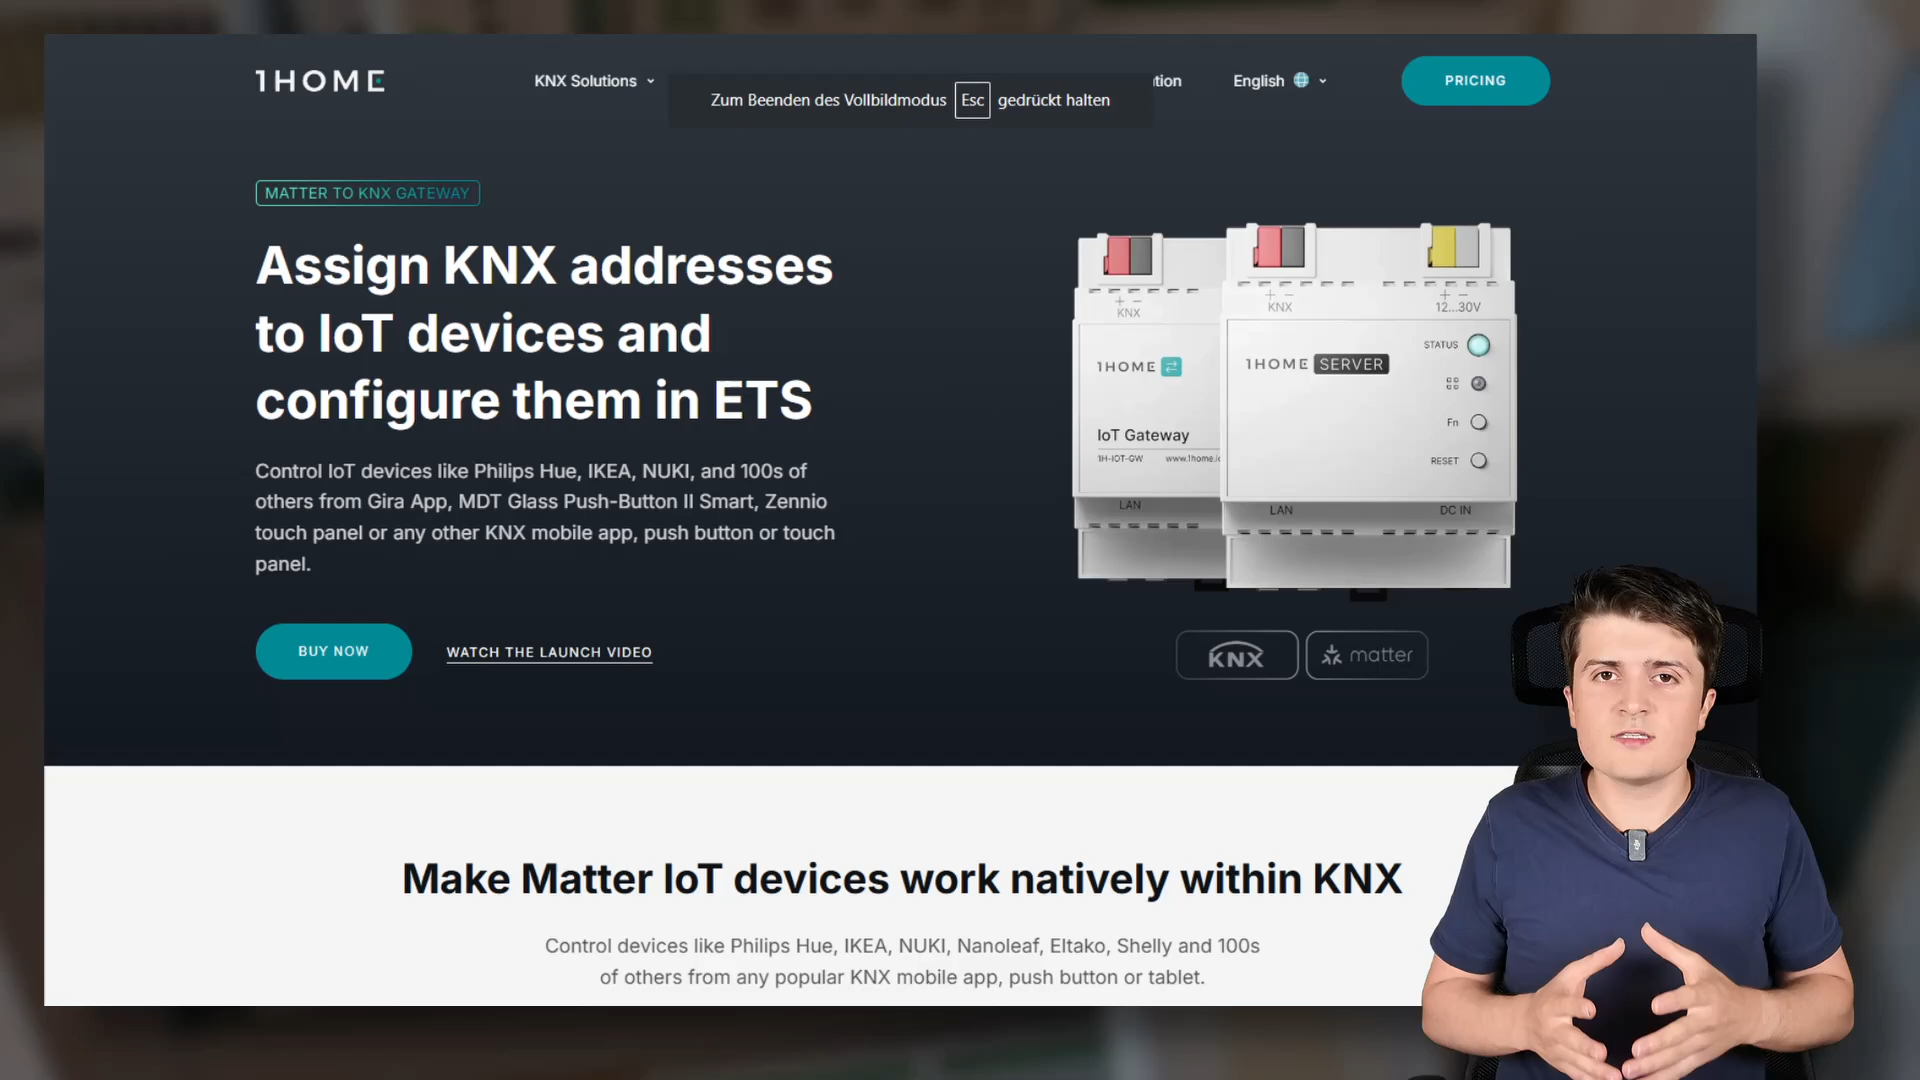 1HOME
KNX Solutions
tion
English
PRICING
Zum Beenden des Vollbildmodus Esc gedrückt halten
MATTER TO KNX GATEWAY
Assign KNX addresses
to IoT devices and
configure them in ETS
Control IoT devices like Philips Hue, IKEA, NUKI, and 100s of
others from Gira App, MDT Glass Push-Button II Smart, Zennio
touch panel or any other KNX mobile app, push button or touch
panel.
BUY NOW
WATCH THE LAUNCH VIDEO
+ −
KNX
1HOME
IoT Gateway
1H-IOT-GW www.1home.i
LAN
+ −
KNX
+ −
12...30V
1HOME SERVER
STATUS
Fn
RESET
LAN
DC IN
KNX
matter
Make Matter IoT devices work natively within KNX
Control devices like Philips Hue, IKEA, NUKI, Nanoleaf, Eltako, Shelly and 100s
of others from any popular KNX mobile app, push button or tablet.